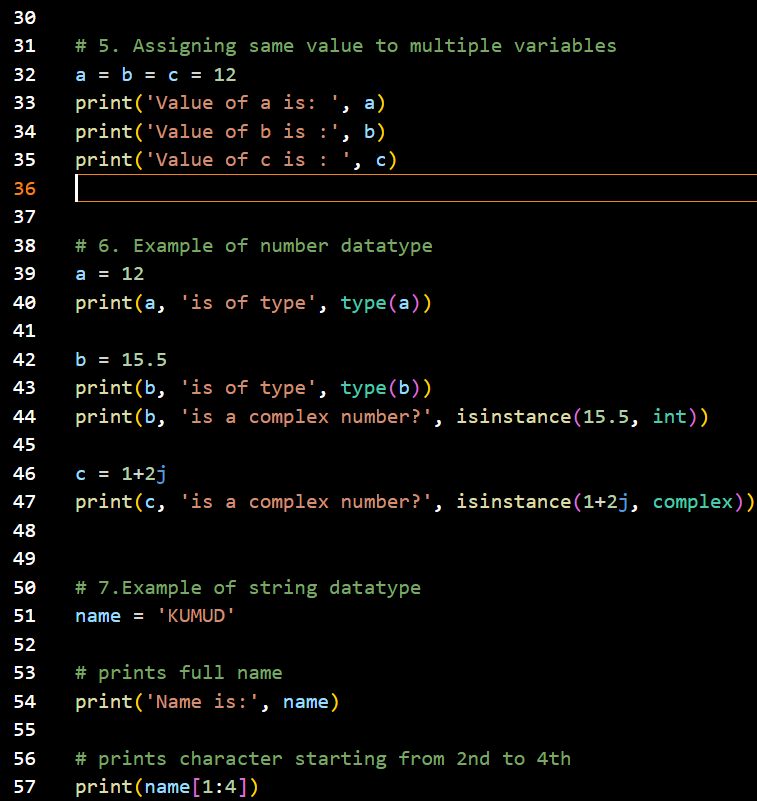 30
31 # 5. Assigning same value to multiple variables
32 a = b = c = 12
33 print('Value of a is: ', a)
34 print('Value of b is :', b)
35 print('Value of c is : ', c)
36
37
38 # 6. Example of number datatype
39 a = 12
40 print(a, 'is of type', type(a))
41
42 b = 15.5
43 print(b, 'is of type', type(b))
44 print(b, 'is a complex number?', isinstance(15.5, int))
45
46 c = 1+2j
47 print(c, 'is a complex number?', isinstance(1+2j, complex))
48
49
50 # 7.Example of string datatype
51 name = 'KUMUD'
52
53 # prints full name
54 print('Name is:', name)
55
56 # prints character starting from 2nd to 4th
57 print(name[1:4])